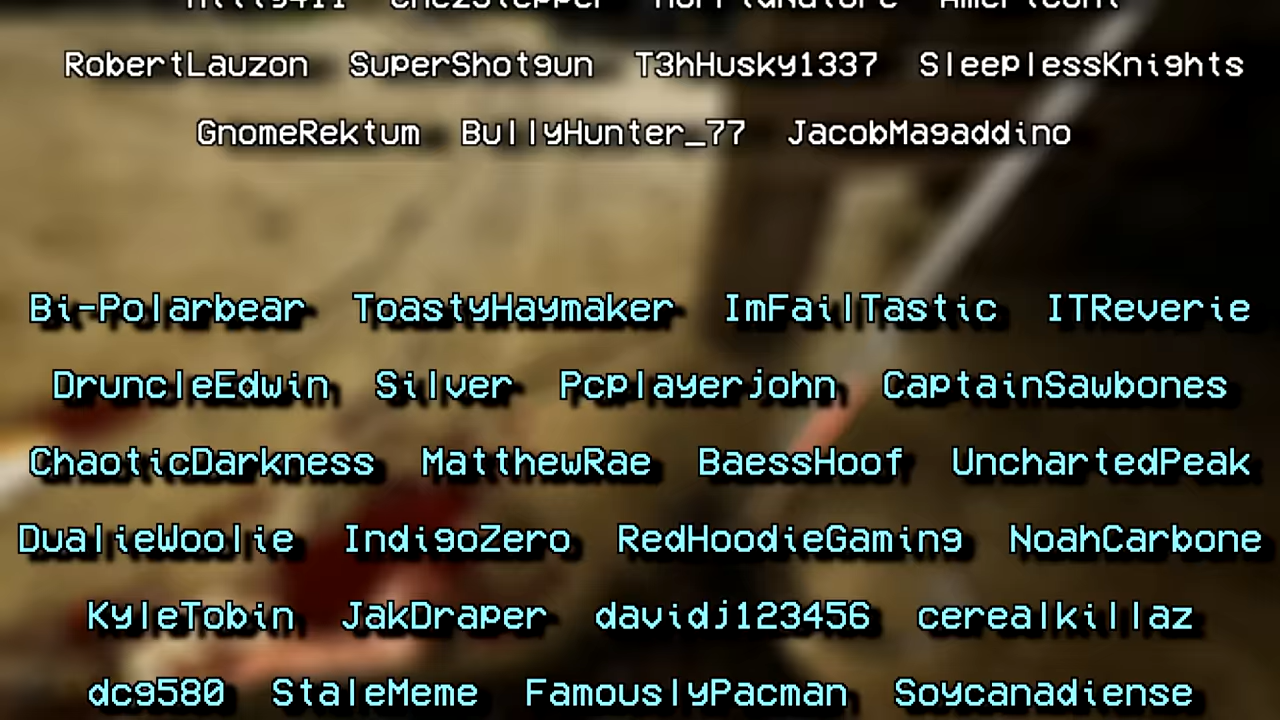 RobertLauzon SuperShotgun T3hHusky1337 SleeplessKnights
GnomeRektum BullyHunter_77 JacobMagaddino
Bi-Polarbear ToastyHaymaker ImFailTastic ITReverie
DruncleEdwin Silver Pcplayerjohn CaptainSawbones
ChaoticDarkness MatthewRae BaessHoof UnchartedPeak
DualieWoolie IndigoZero RedHoodieGaming NoahCarbone
KyleTobin JakDraper davidj123456 cerealkillaz
dcg580 StaleMeme FamouslyPacman Soycanadiense